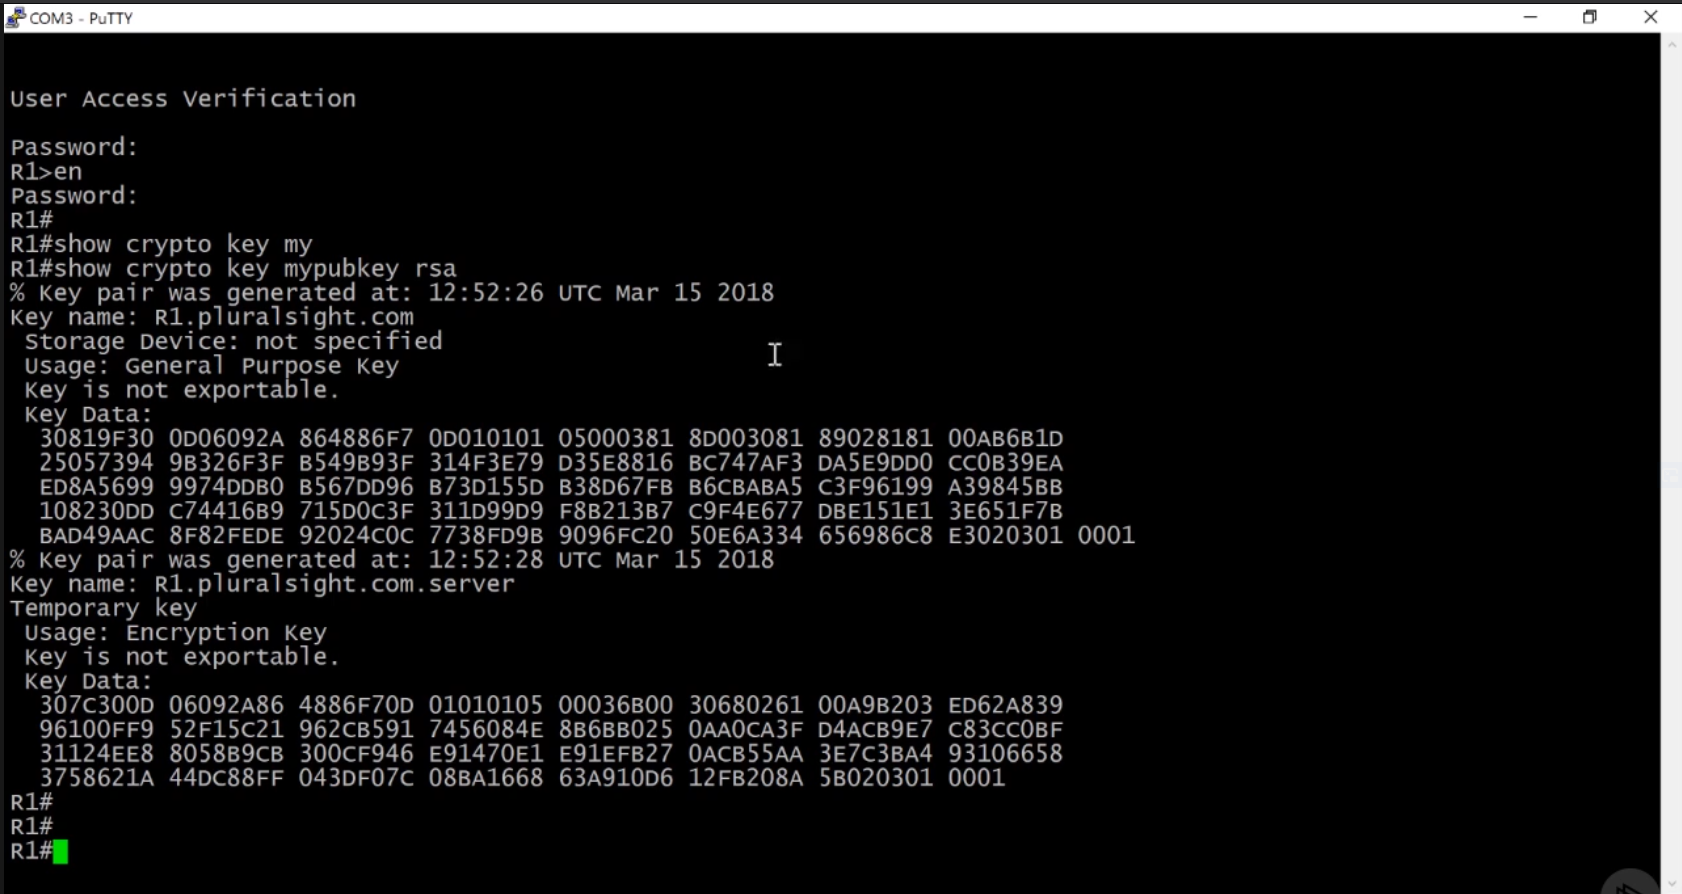 COM3 - PuTTY
User Access Verification
Password:
R1>en
Password:
R1#
R1#show crypto key my
R1#show crypto key mypubkey rsa
% Key pair was generated at: 12:52:26 UTC Mar 15 2018
Key name: R1.pluralsight.com
Storage Device: not specified
Usage: General Purpose Key
Key is not exportable.
Key Data:
30819F30 0D06092A 864886F7 0D010101 05000381 8D003081 89028181 00AB6B1D
25057394 9B326F3F B549B93F 314F3E79 D35E8816 BC747AF3 DA5E9DD0 CC0B39EA
ED8A5699 9974DDB0 B567DD96 B73D155D B38D67FB B6CBABA5 C3F96199 A39845BB
108230DD C74416B9 715D0C3F 311D99D9 F8B213B7 C9F4E677 DBE151E1 3E651F7B
BAD49AAC 8F82FEDE 92024C0C 7738FD9B 9096FC20 50E6A334 656986C8 E3020301 0001
% Key pair was generated at: 12:52:28 UTC Mar 15 2018
Key name: R1.pluralsight.com.server
Temporary key
Usage: Encryption Key
Key is not exportable.
Key Data:
307C300D 06092A86 4886F70D 01010105 00036B00 30680261 00A9B203 ED62A839
96100FF9 52F15C21 962CB591 7456084E 8B6BB025 0AA0CA3F D4ACB9E7 C83CC0BF
31124EE8 8058B9CB 300CF946 E91470E1 E91EFB27 0ACB55AA 3E7C3BA4 93106658
3758621A 44DC88FF 043DF07C 08BA1668 63A910D6 12FB208A 5B020301 0001
R1#
R1#
R1#